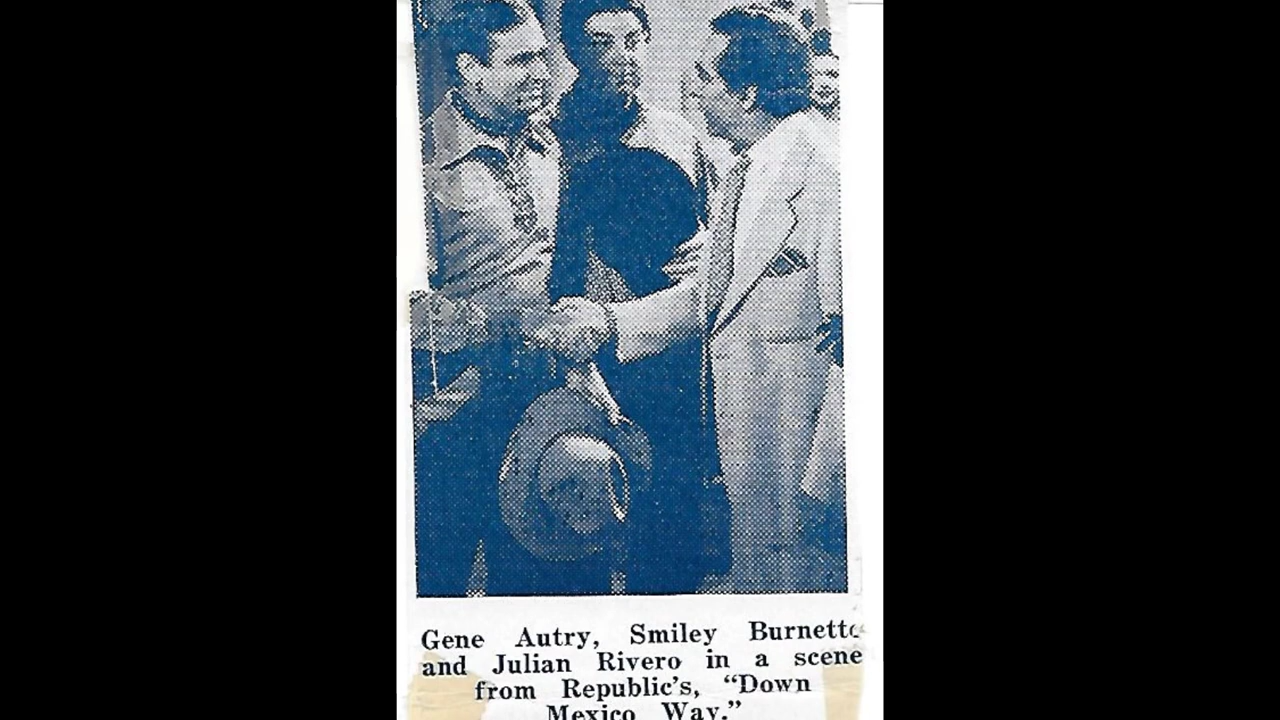 Gene Autry, Smiley Burnette
and Julian Rivero in a scene
from Republic's, “Down
Mexico Way.”